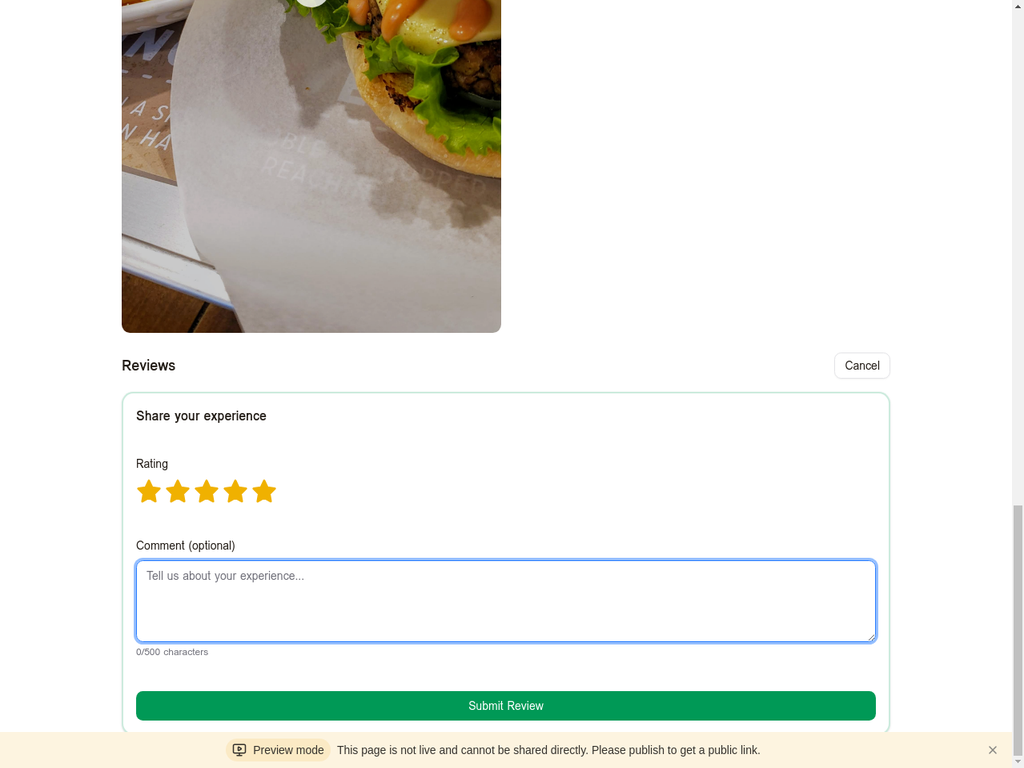 Reviews
Cancel
Share your experience
Rating
Comment (optional)
Tell us about your experience...
0/500 characters
Submit Review
Preview mode
This page is not live and cannot be shared directly. Please publish to get a public link.